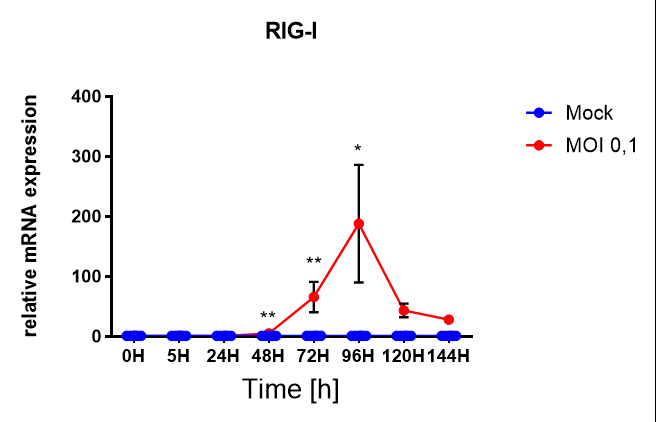 RIG-I
relative mRNA expression
400
300
200
100
0
*
**
**
0H 5H 24H 48H 72H 96H 120H 144H
Time [h]
Mock
MOI 0,1